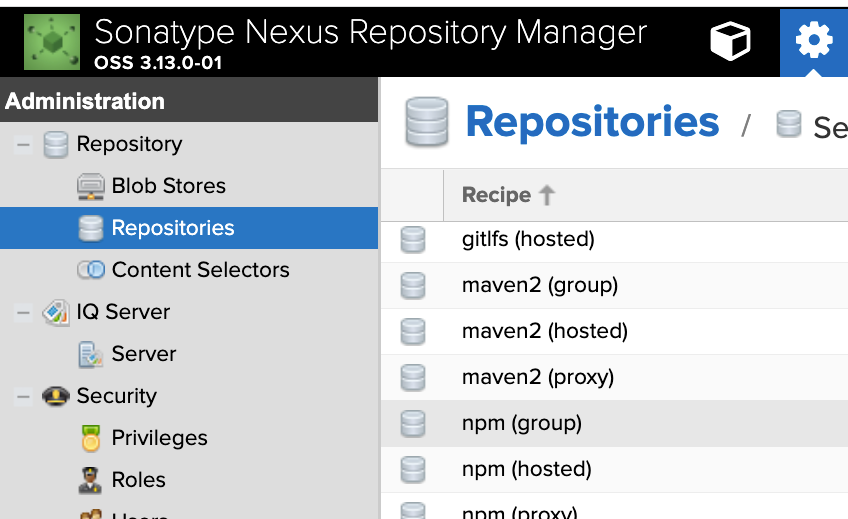 Sonatype Nexus Repository Manager
OSS 3.13.0-01
Administration
Repository
Blob Stores
Repositories
Content Selectors
IQ Server
Server
Security
Privileges
Roles
Users
Repositories / Se
Recipe
gitlfs (hosted)
maven2 (group)
maven2 (hosted)
maven2 (proxy)
npm (group)
npm (hosted)
npm (proxy)